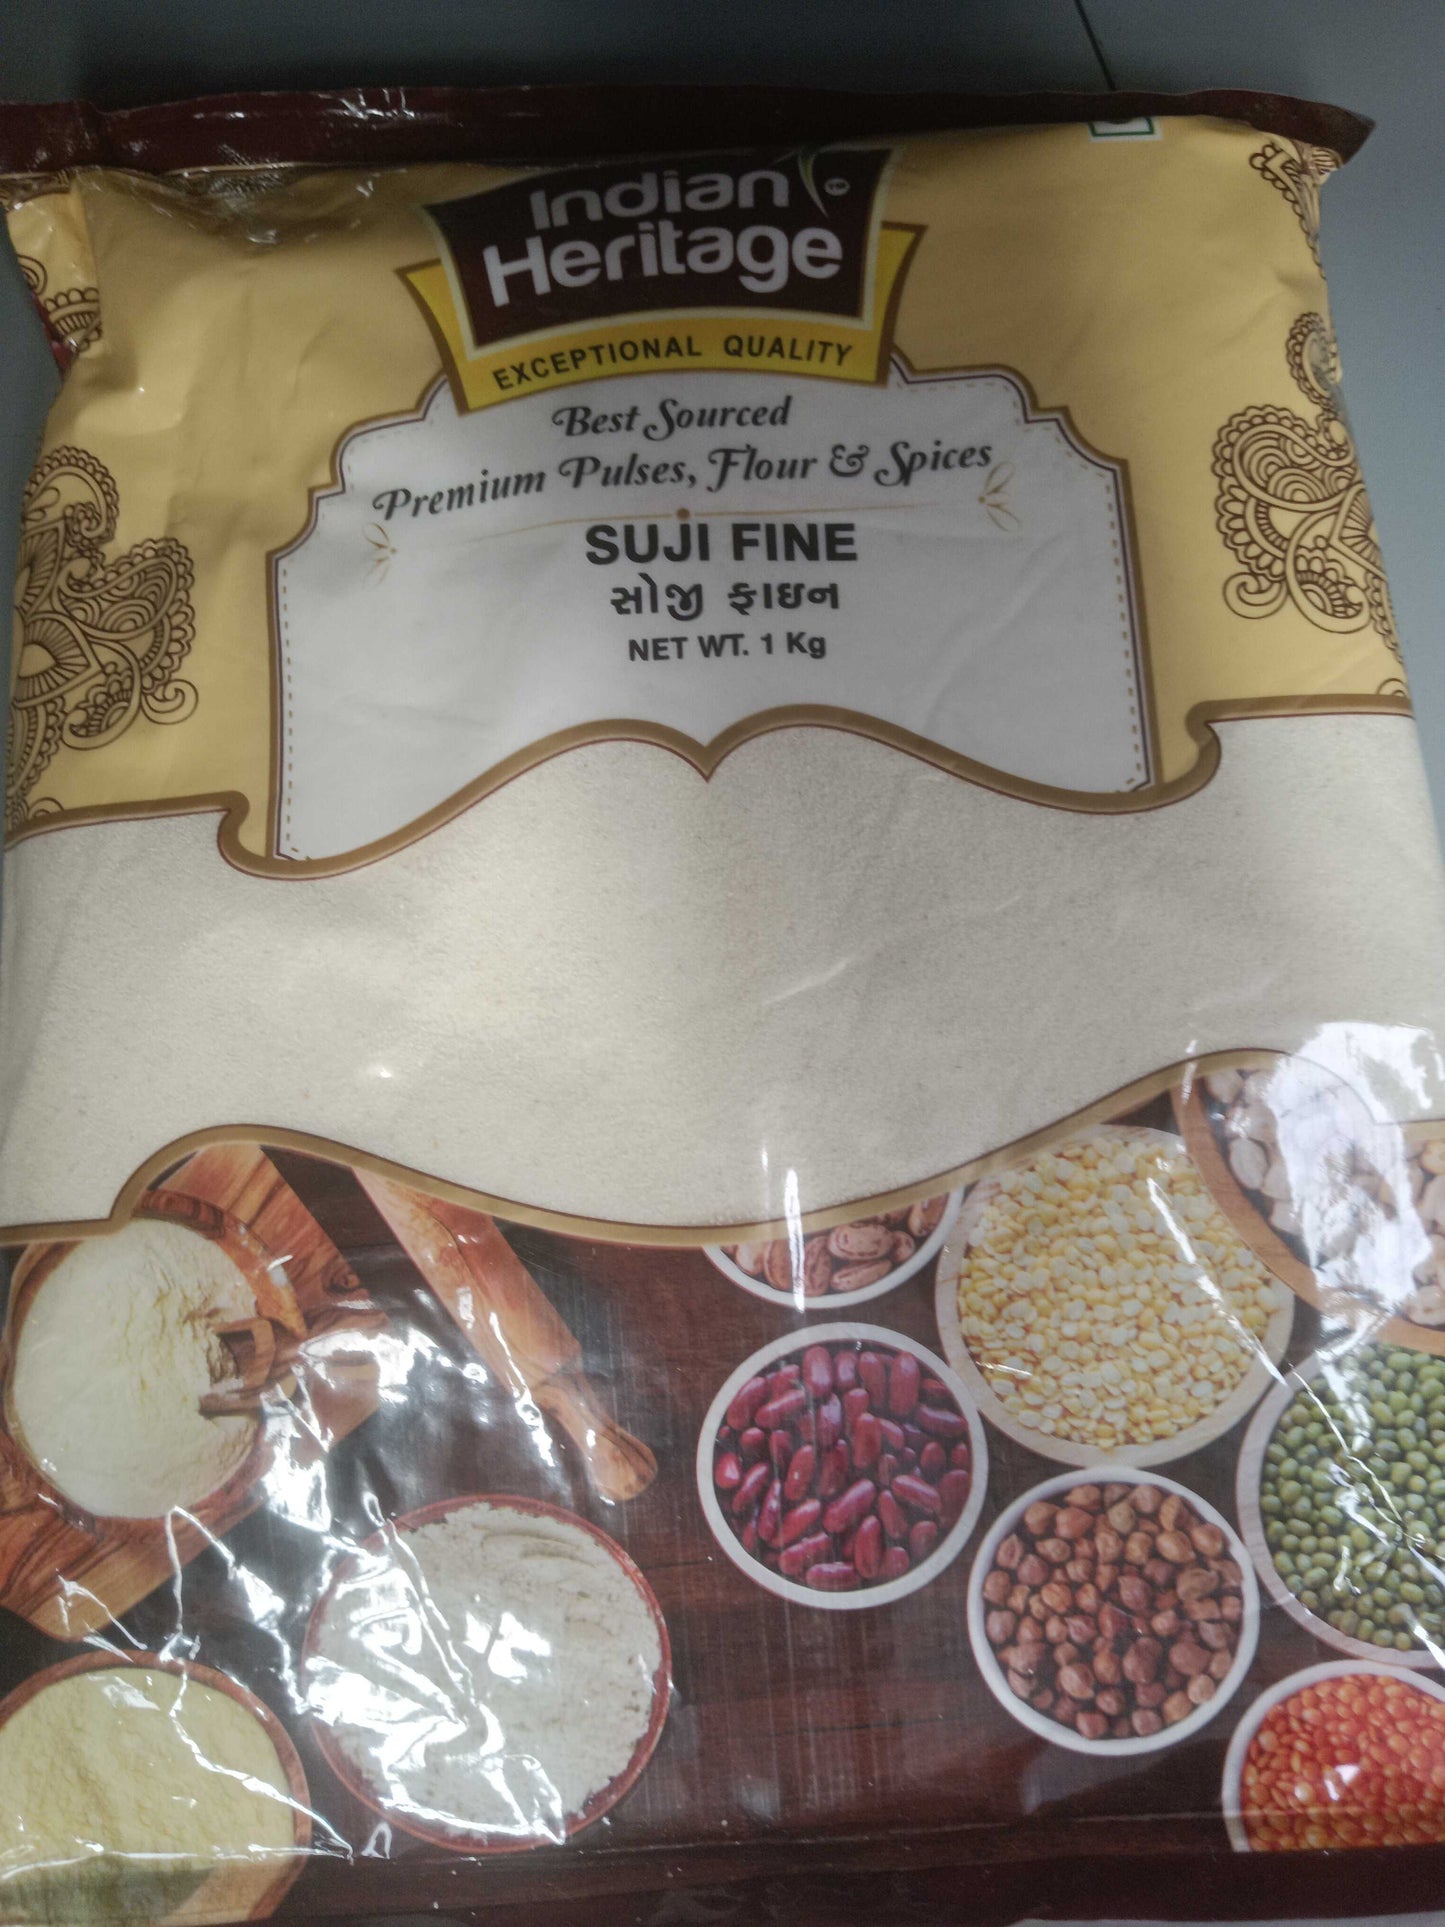 Indian
Heritage
EXCEPTIONAL QUALITY
Best Sourced
Premium Pulses, Flour & Spices
SUJI FINE
સોજી ફાઇન
NET WT. 1 Kg